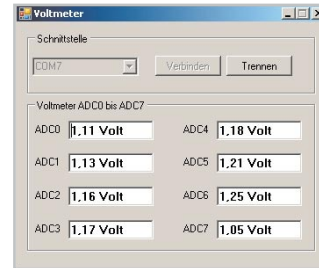 Voltmeter
Schnittstelle
COM7 Verbinden Trennen
Voltmeter ADC0 bis ADC7
ADC0 1,11 Volt ADC4 1,18 Volt
ADC1 1,13 Volt ADC5 1,21 Volt
ADC2 1,16 Volt ADC6 1,25 Volt
ADC3 1,17 Volt ADC7 1,05 Volt